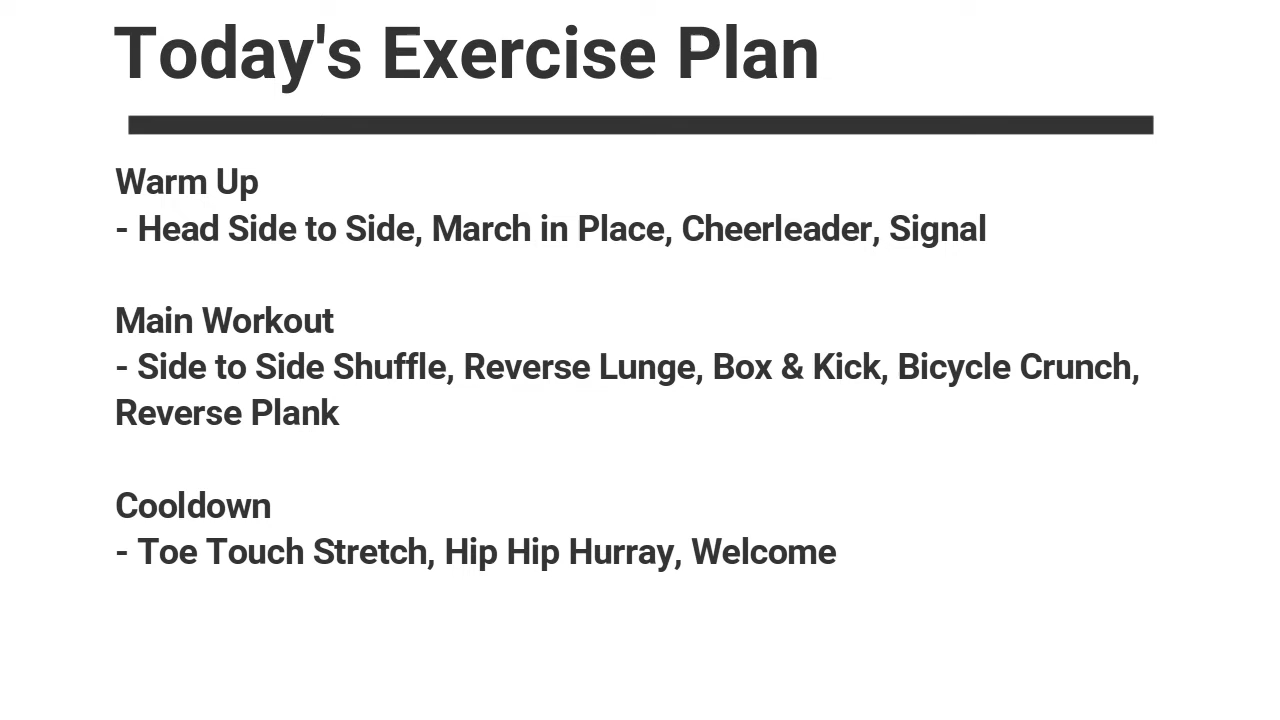 Today's Exercise Plan
Warm Up
- Head Side to Side, March in Place, Cheerleader, Signal
Main Workout
- Side to Side Shuffle, Reverse Lunge, Box & Kick, Bicycle Crunch,
Reverse Plank
Cooldown
- Toe Touch Stretch, Hip Hip Hurray, Welcome